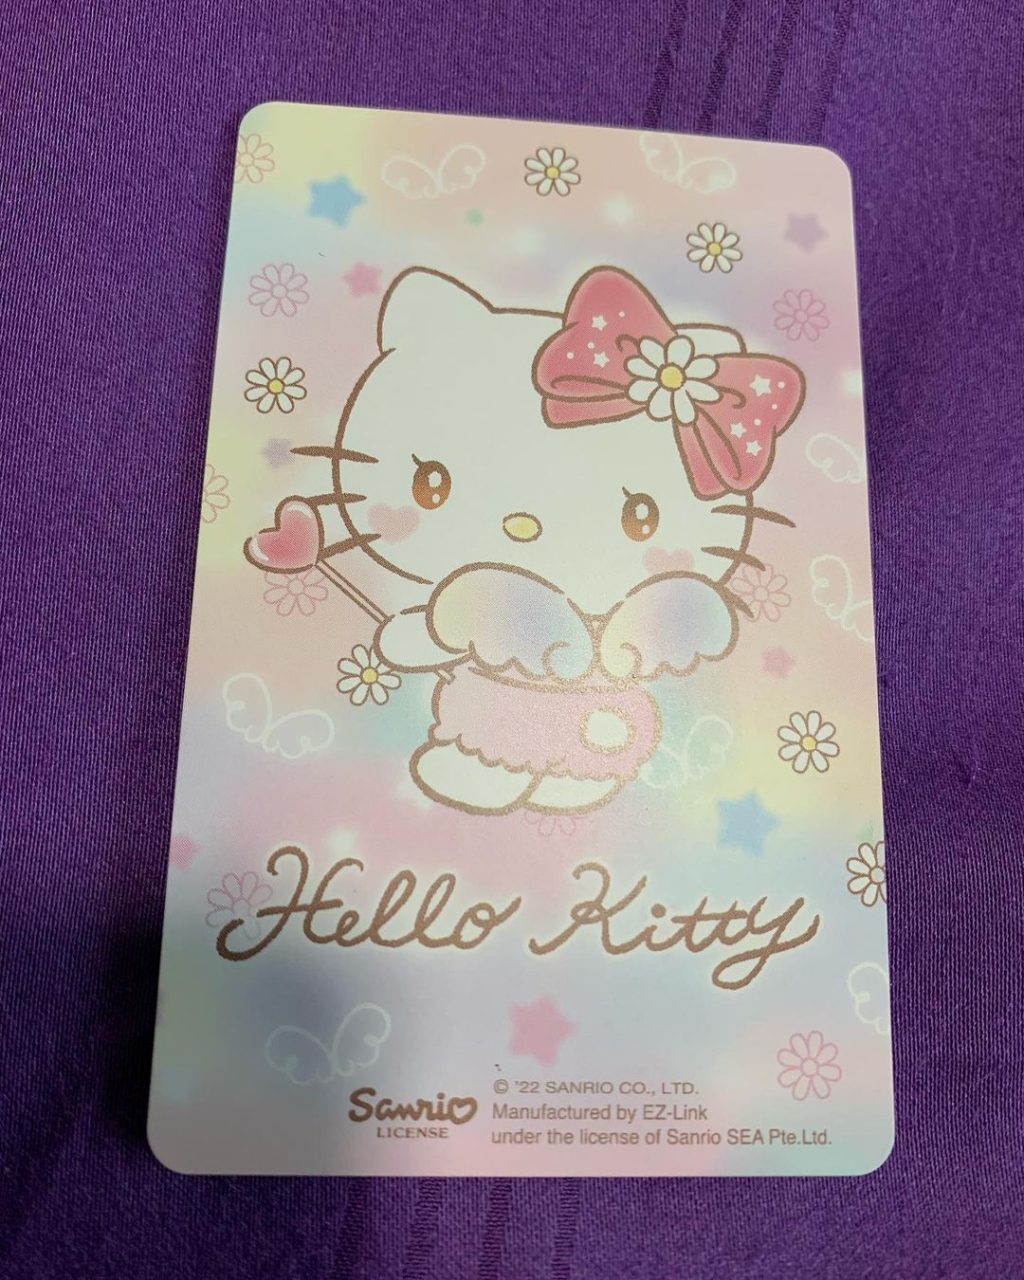 Hello Kitty
Sanrio
LICENSE
© '22 SANRIO CO., LTD.
Manufactured by EZ-Link
under the license of Sanrio SEA Pte.Ltd.